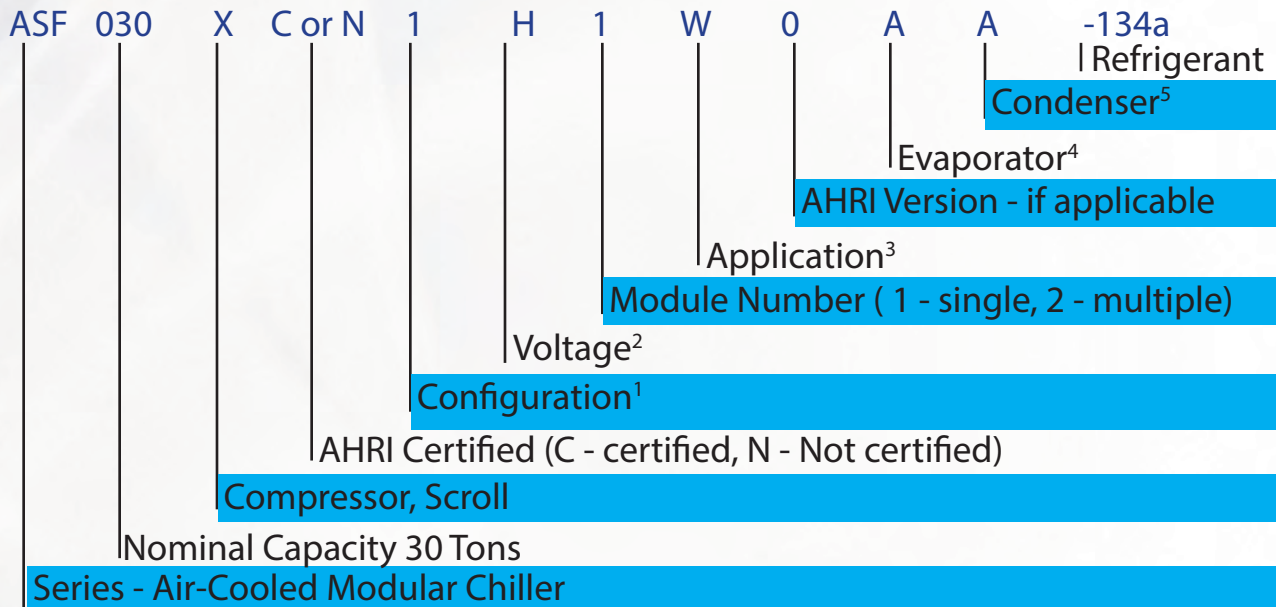 ASF 030 X C or N 1 H 1 W 0 A A -134a
Refrigerant
Condenser⁵
Evaporator⁴
AHRI Version - if applicable
Application³
Module Number ( 1 - single, 2 - multiple)
Voltage²
Configuration¹
AHRI Certified (C - certified, N - Not certified)
Compressor, Scroll
Nominal Capacity 30 Tons
Series - Air-Cooled Modular Chiller